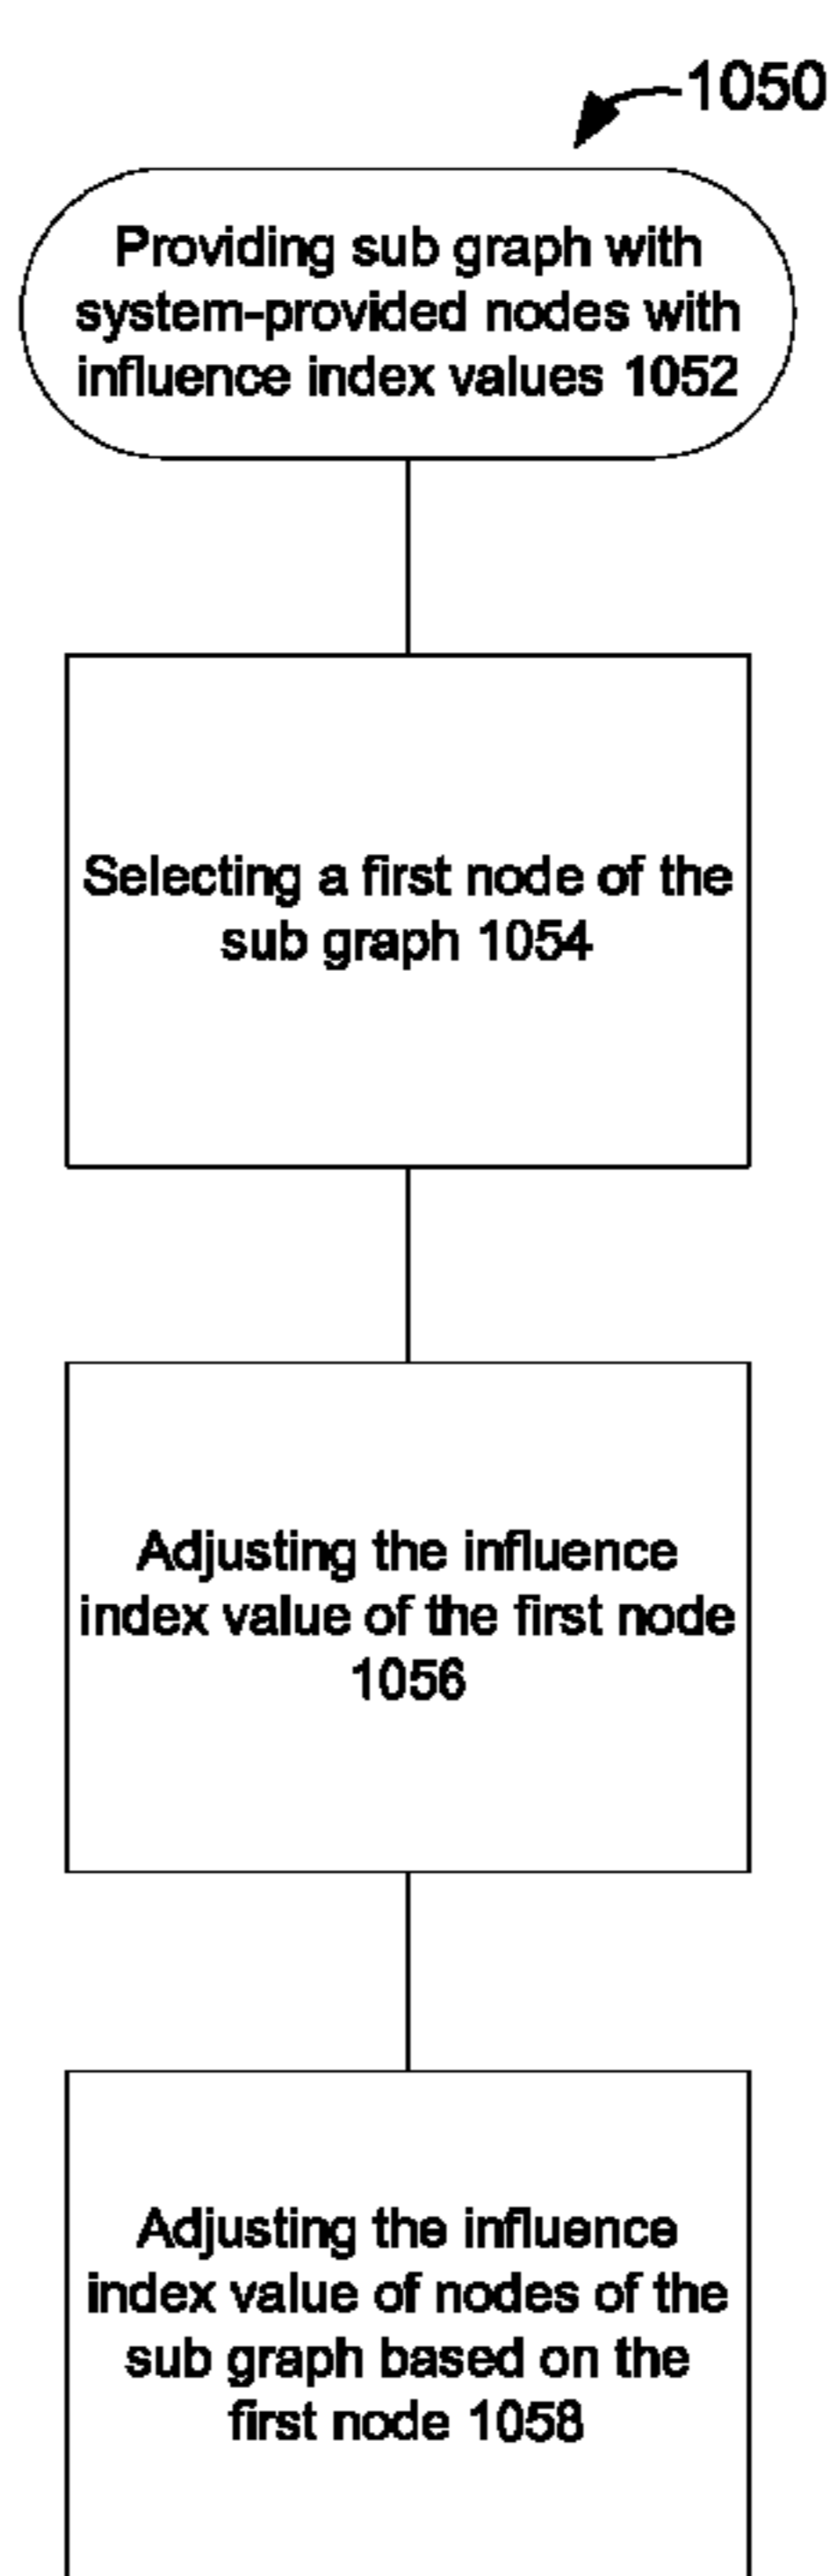 1050
Providing sub graph with
system-provided nodes with
influence index values 1052
Selecting a first node of the
sub graph 1054
Adjusting the influence
index value of the first node
1056
Adjusting the influence
index value of nodes of the
sub graph based on the
first node 1058